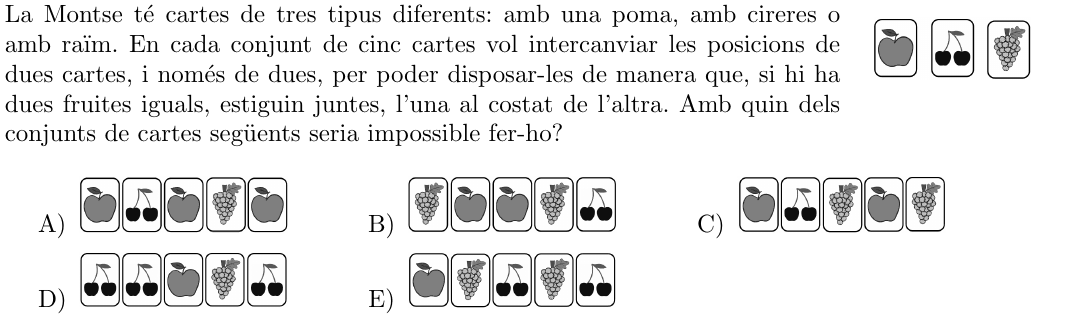 La Montse té cartes de tres tipus diferents: amb una poma, amb cireres o
amb raïm. En cada conjunt de cinc cartes vol intercanviar les posicions de
dues cartes, i només de dues, per poder disposar-les de manera que, si hi ha
dues fruites iguals, estiguin juntes, l'una al costat de l'altra. Amb quin dels
conjunts de cartes següents seria impossible fer-ho?
A) B) C)
D) E)